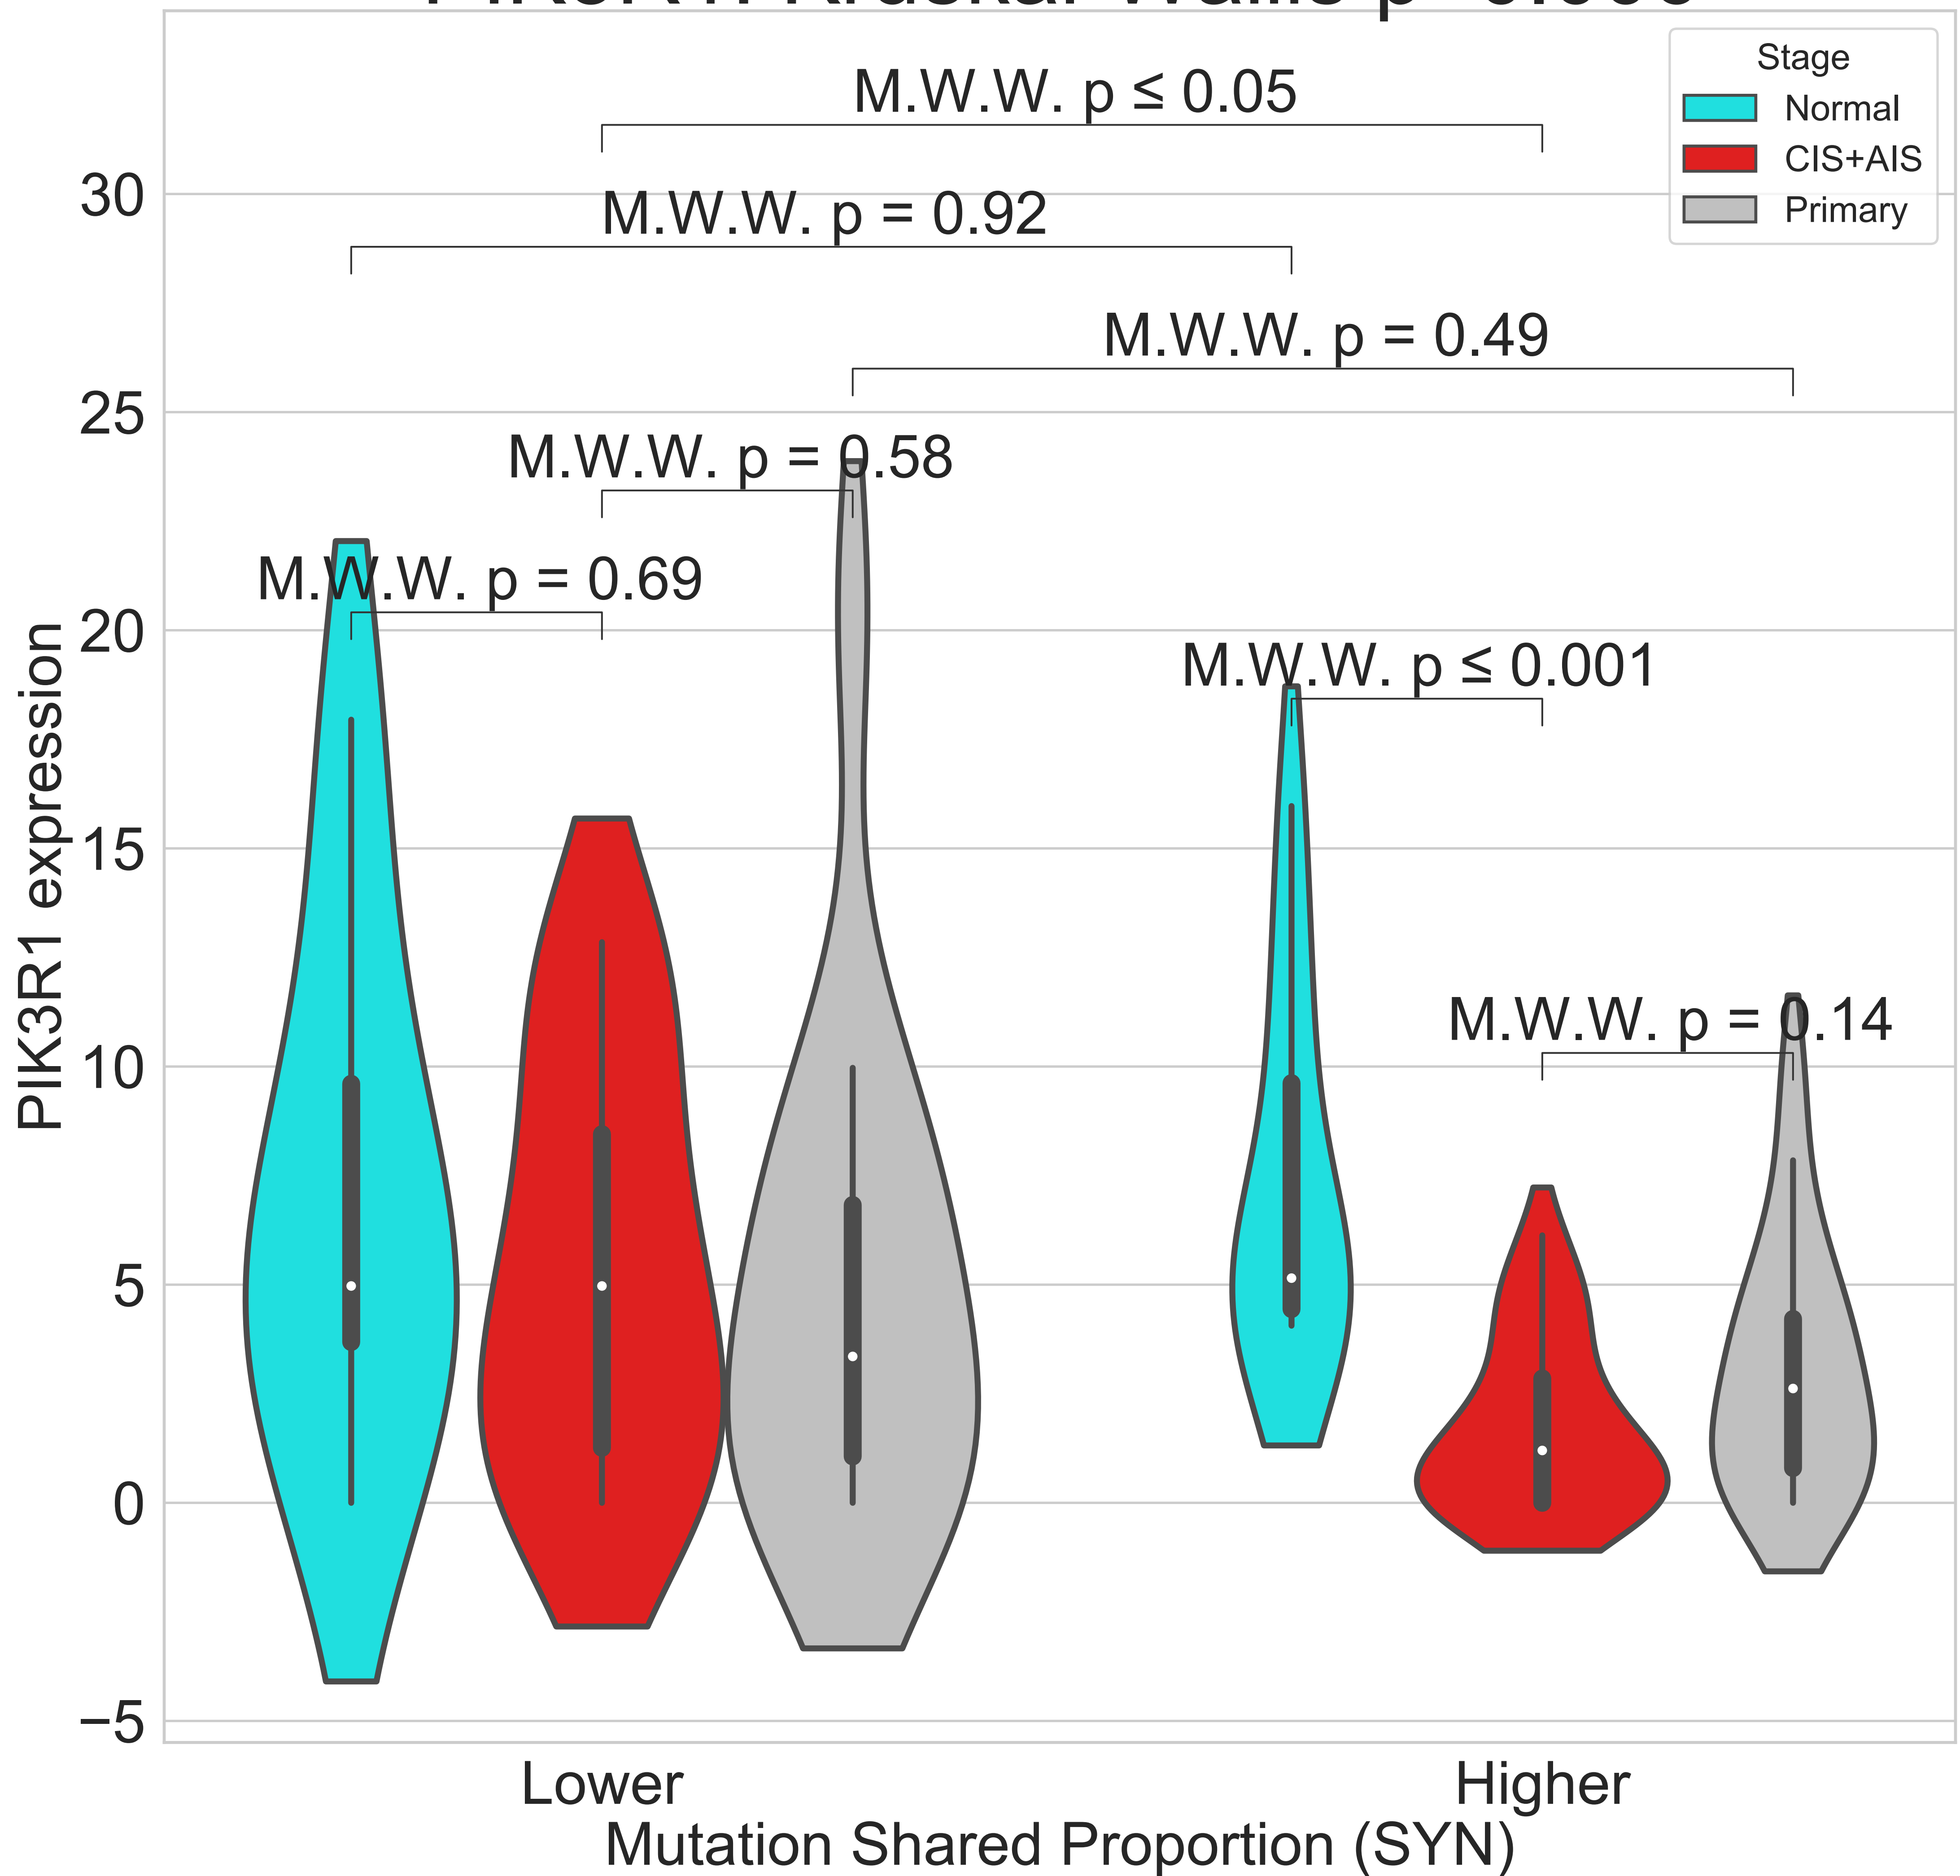 Stage
Normal
CIS+AIS
Primary
M.W.W. p ≤ 0.05
M.W.W. p = 0.92
M.W.W. p = 0.49
M.W.W. p = 0.58
M.W.W. p = 0.69
M.W.W. p ≤ 0.001
M.W.W. p = 0.14
30
25
20
15
10
5
0
−5
PIK3R1 expression
Lower
Higher
Mutation Shared Proportion (SYN)